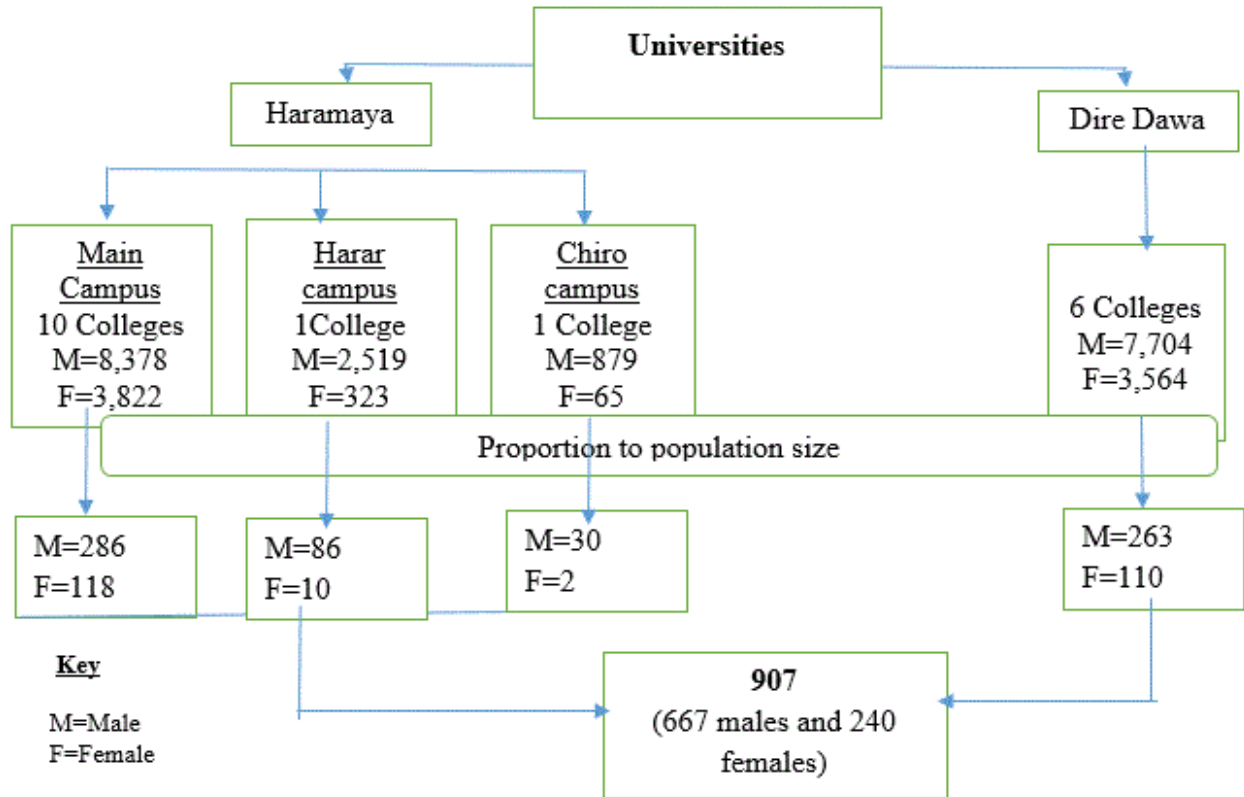 Universities
Haramaya
Dire Dawa
Main
Campus
10 Colleges
M=8,378
F=3,822
Harar
campus
1College
M=2,519
F=323
Chiro
campus
1 College
M=879
F=65
6 Colleges
M=7,704
F=3,564
Proportion to population size
M=286
F=118
M=86
F=10
M=30
F=2
M=263
F=110
Key
M=Male
F=Female
907
(667 males and 240
females)